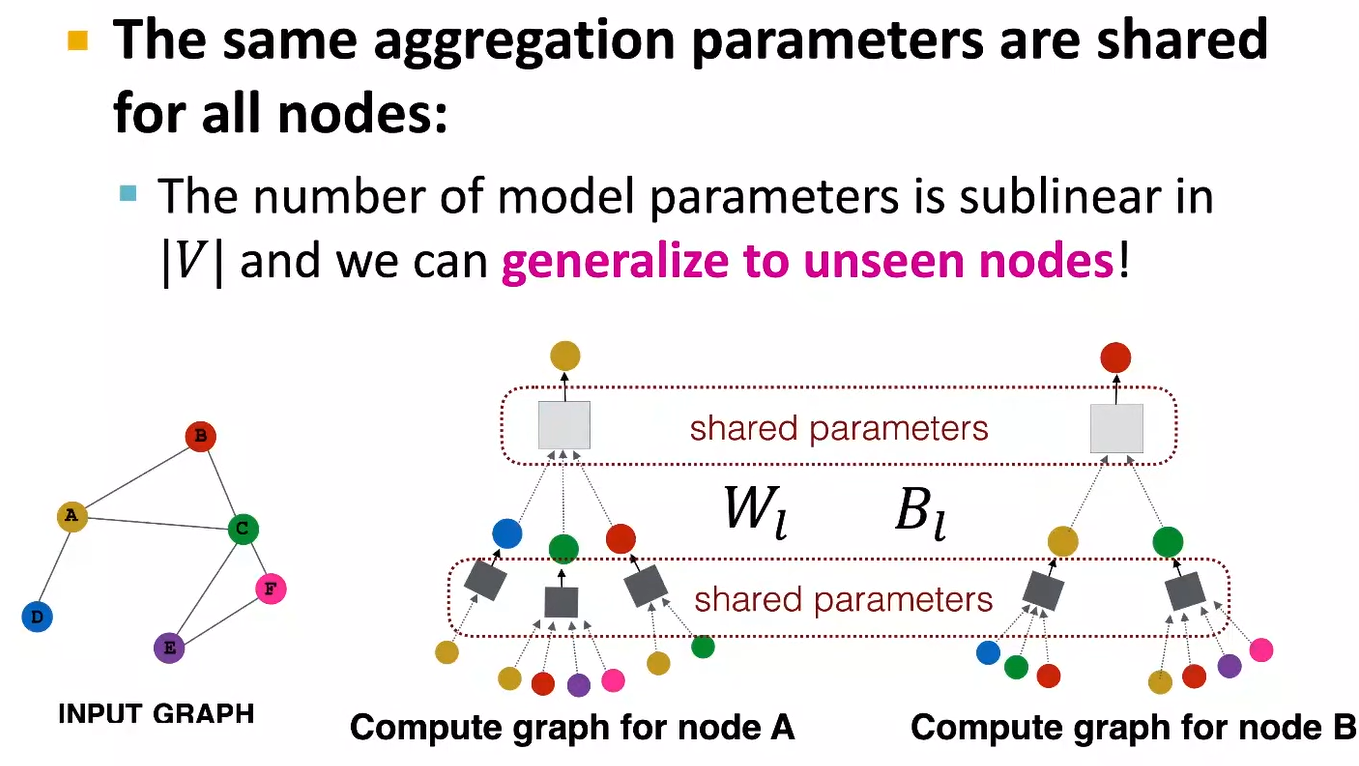 The same aggregation parameters are shared
for all nodes:
The number of model parameters is sublinear in
|V| and we can generalize to unseen nodes!
B
A
C
F
D
E
INPUT GRAPH
shared parameters
W_l B_l
shared parameters
Compute graph for node A
Compute graph for node B